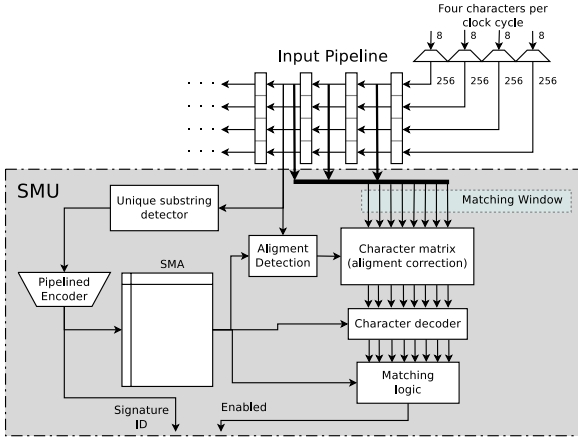 Four characters per
clock cycle
8 8 8 8
Input Pipeline
256 256 256 256
. . . .
. . . .
. . . .
. . . .
SMU
Matching Window
Unique substring
detector
Aligment
Detection
Character matrix
(aligment correction)
SMA
Pipelined
Encoder
Character decoder
Matching
logic
Signature
ID
Enabled